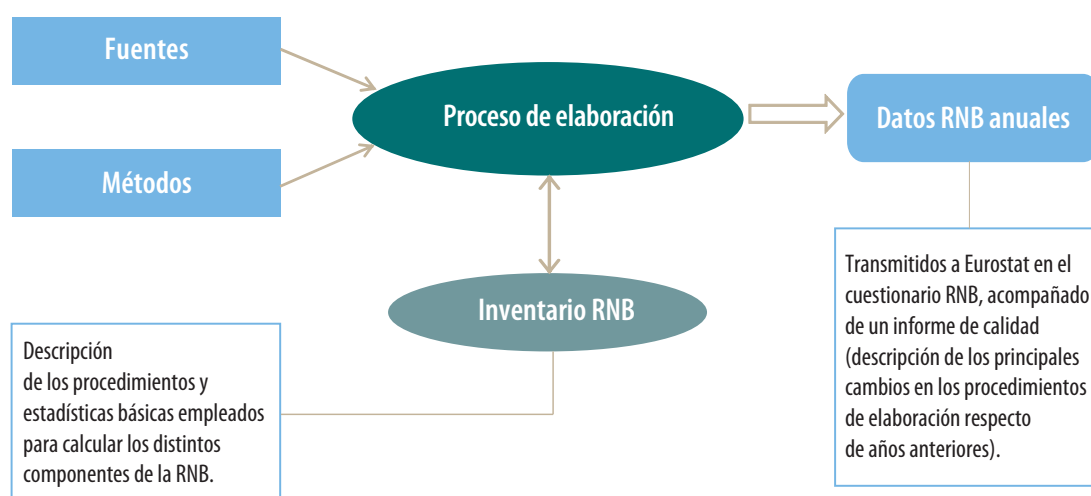 Fuentes
Proceso de elaboración
Datos RNB anuales
Métodos
Inventario RNB
Transmitidos a Eurostat en el
cuestionario RNB, acompañado
de un informe de calidad
(descripción de los principales
cambios en los procedimientos
de elaboración respecto
de años anteriores).
Descripción
de los procedimientos y
estadísticas básicas empleados
para calcular los distintos
componentes de la RNB.